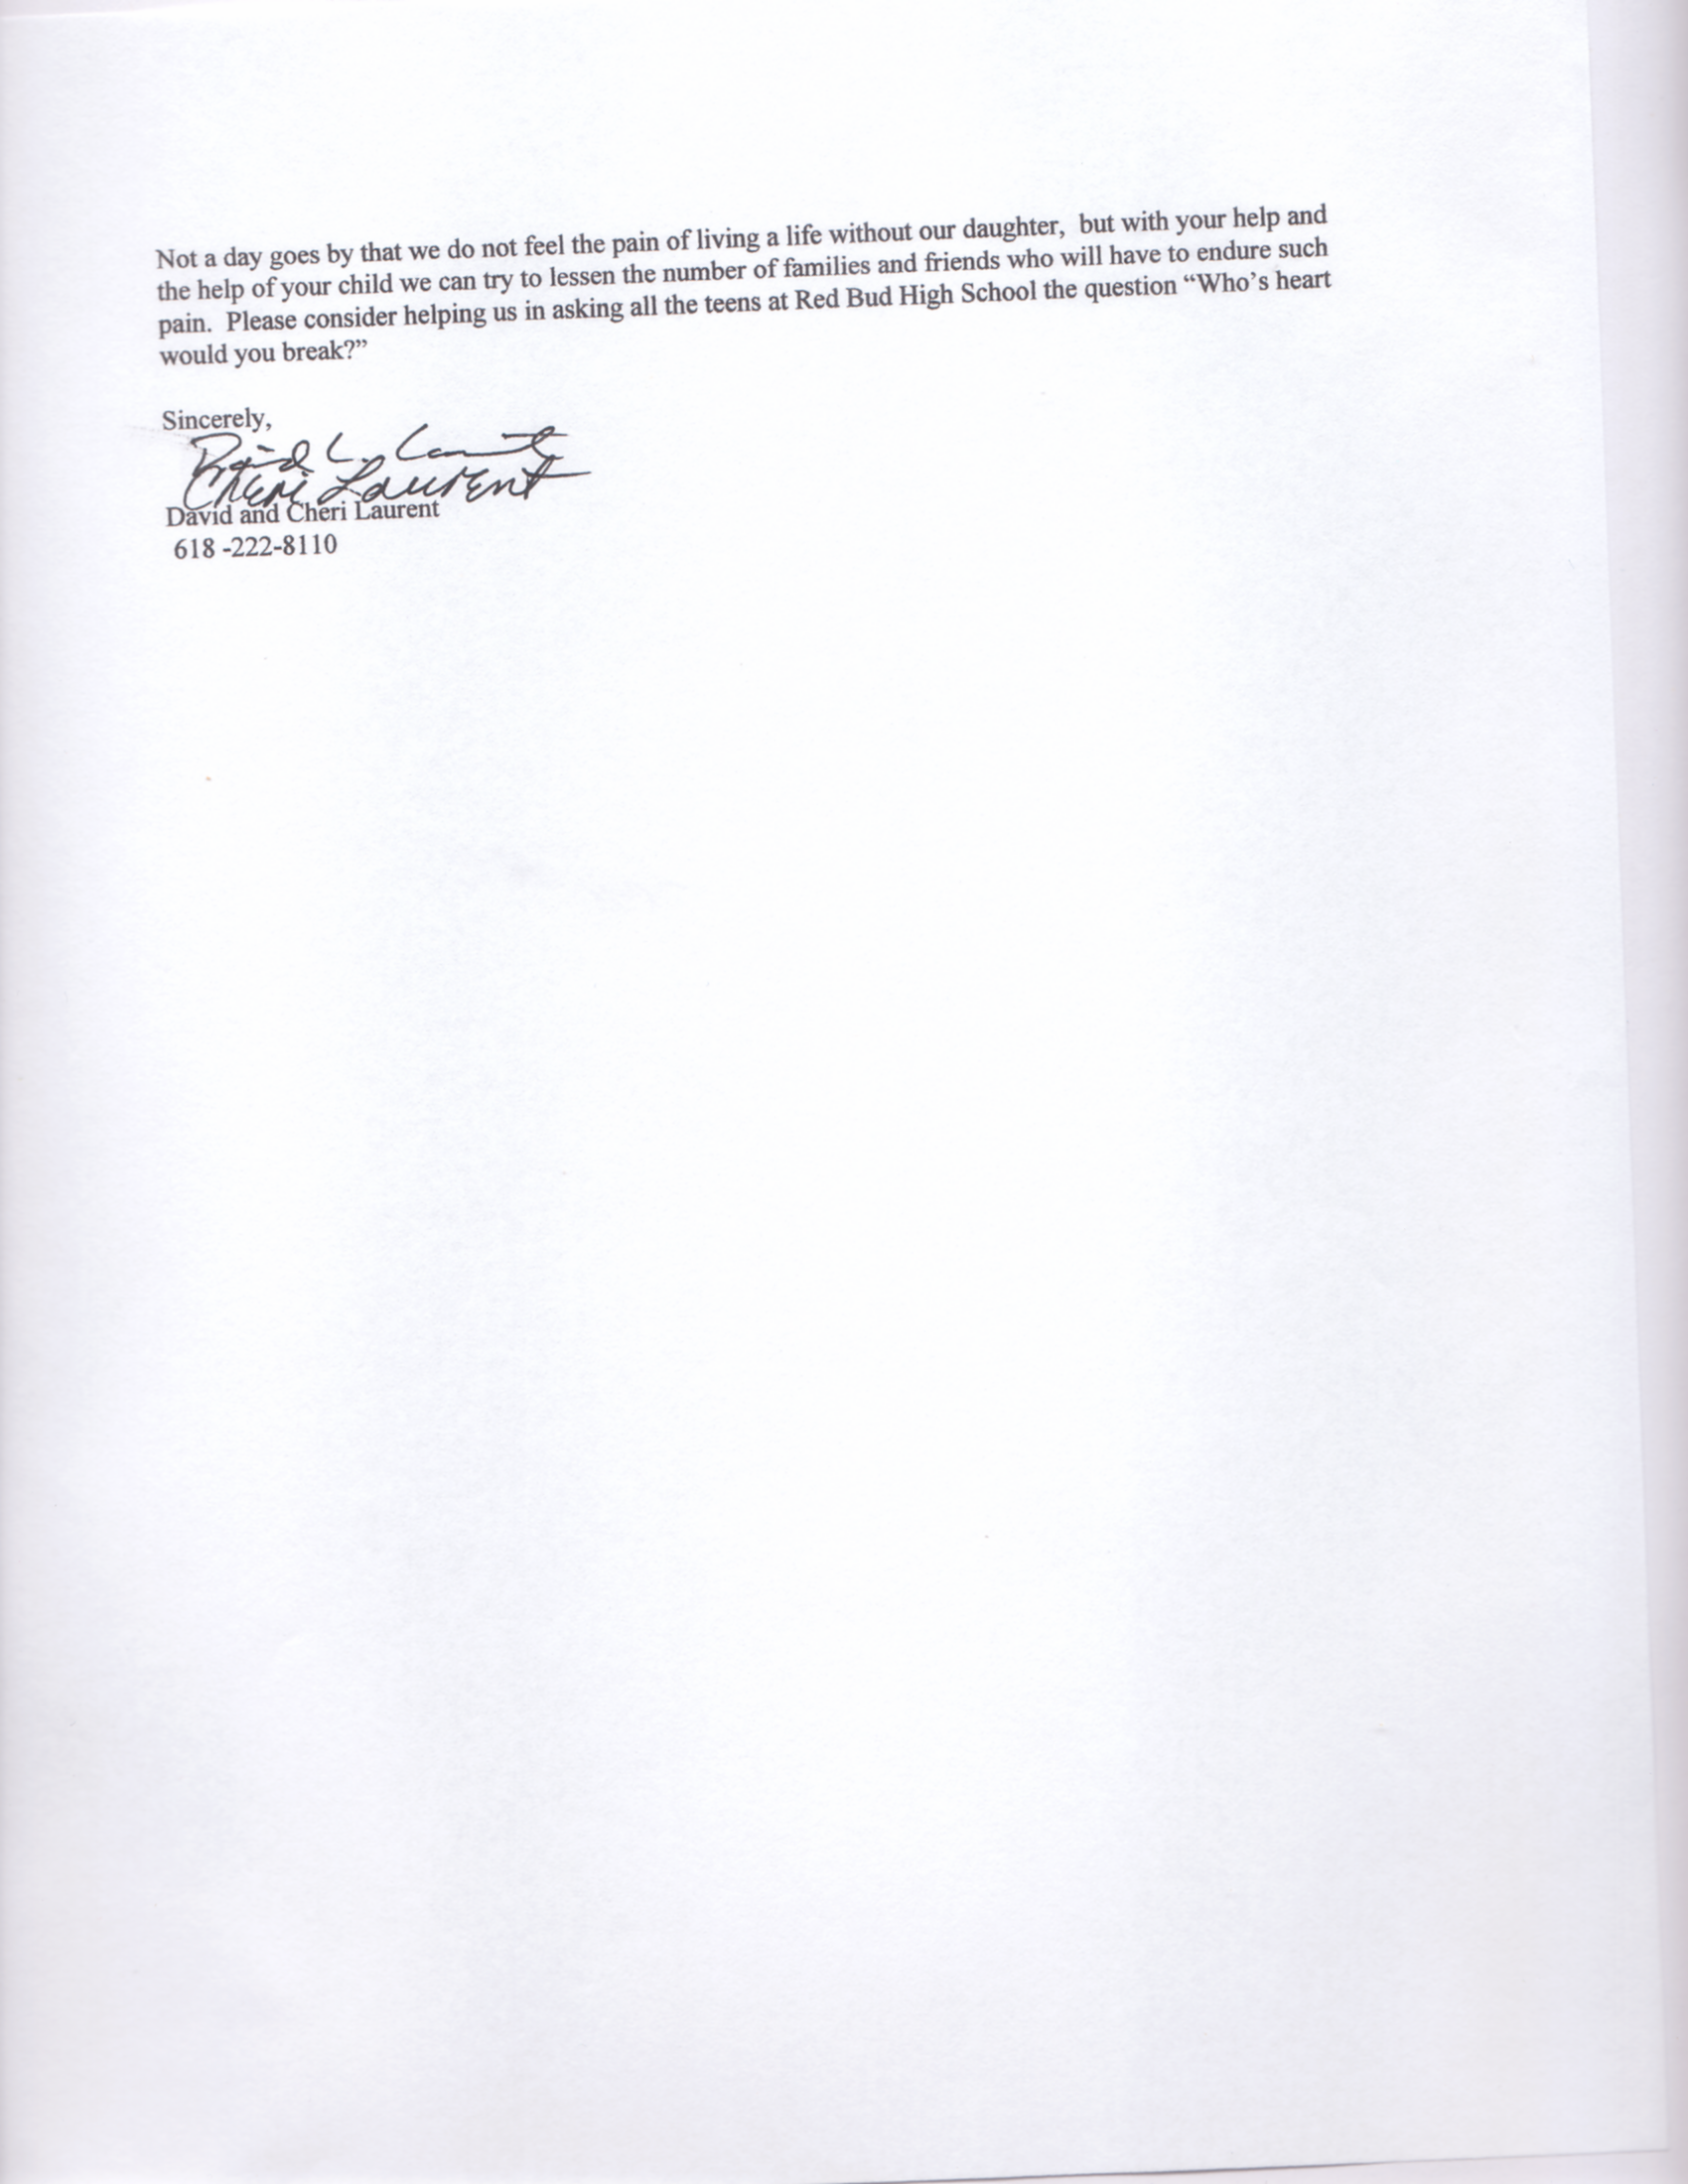 Not a day goes by that we do not feel the pain of living a life without our daughter,  but with your help and
the help of your child we can try to lessen the number of families and friends who will have to endure such
pain.  Please consider helping us in asking all the teens at Red Bud High School the question “Who’s heart
would you break?”
Sincerely,
David L. Laurent
Cheri Laurent
David and Cheri Laurent
618 -222-8110